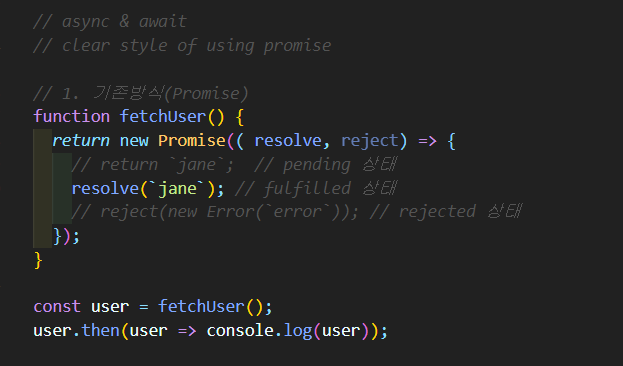 // async & await
// clear style of using promise
// 1. 기존방식(Promise)
function fetchUser() {
return new Promise(( resolve, reject) => {
// return `jane`;  // pending 상태
resolve(`jane`); // fulfilled 상태
// reject(new Error(`error`)); // rejected 상태
});
}
const user = fetchUser();
user.then(user => console.log(user));